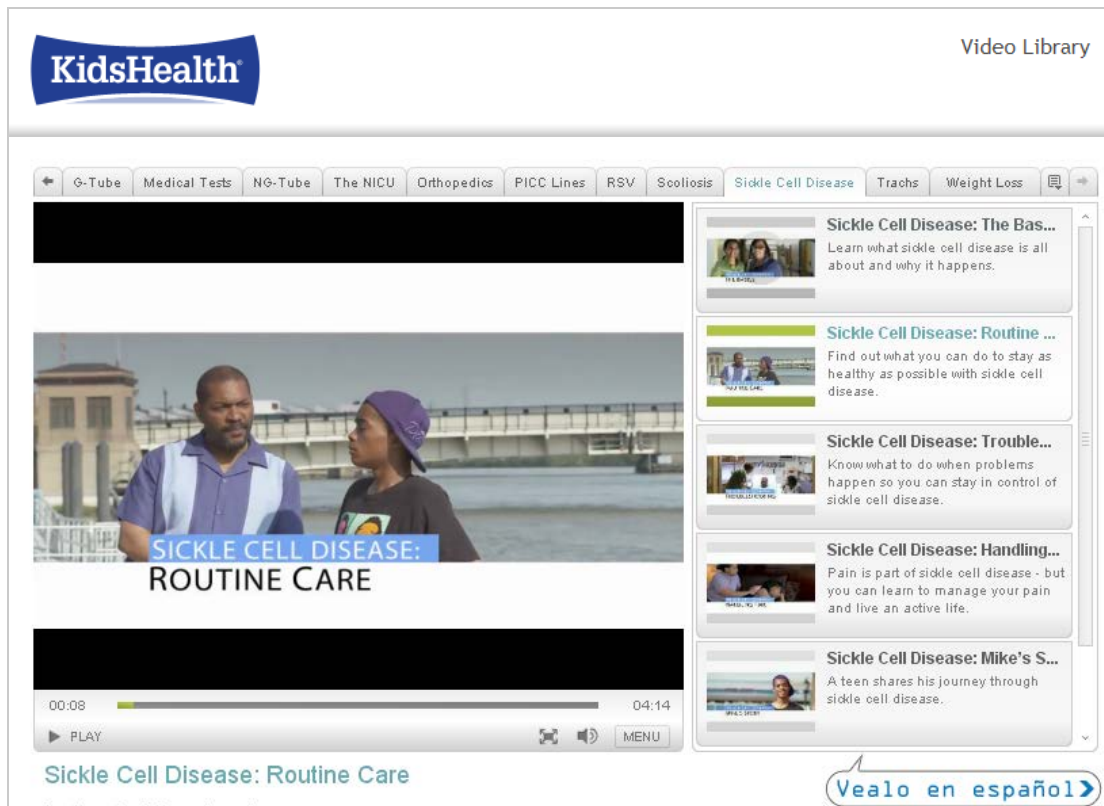 KidsHealth®
Video Library
G-Tube Medical Tests NG-Tube The NICU Orthopedics PICC Lines RSV Scoliosis Sickle Cell Disease Trachs Weight Loss
SICKLE CELL DISEASE:
ROUTINE CARE
00:08 04:14
PLAY MENU
Sickle Cell Disease: The Bas...
Learn what sickle cell disease is all
about and why it happens.
Sickle Cell Disease: Routine ...
Find out what you can do to stay as
healthy as possible with sickle cell
disease.
ROUTINE CARE
Sickle Cell Disease: Trouble...
Know what to do when problems
happen so you can stay in control of
sickle cell disease.
Sickle Cell Disease: Handling...
Pain is part of sickle cell disease - but
you can learn to manage your pain
and live an active life.
Sickle Cell Disease: Mike's S...
A teen shares his journey through
sickle cell disease.
Sickle Cell Disease: Routine Care
Vealo en español